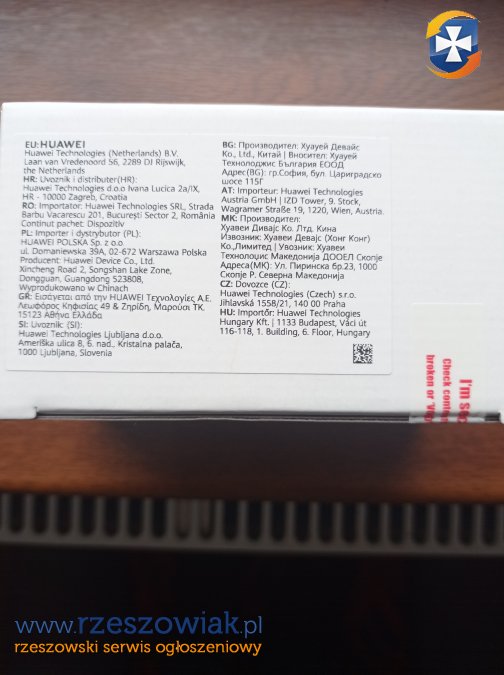 EU:HUAWEI
Huawei Technologies (Netherlands) B.V.
Laan van Vredenoord 56, 2289 DJ Rijswijk,
the Netherlands
HR: Uvoznik i distributer(HR):
Huawei Technologies d.o.o Ivana Lucica 2a/IX,
HR - 10000 Zagreb, Croatia
RO: Importator: Huawei Technologies SRL, Strada
Barbu Vacarescu 201, Bucureşti Sector 2, România
Continut pachet: Dispozitiv
PL: Importer i dystrybutor (PL):
HUAWEI POLSKA Sp. z o.o.
ul. Domaniewska 39A, 02-672 Warszawa Polska
Producent: Huawei Device Co., Ltd.
Xincheng Road 2, Songshan Lake Zone,
Dongguan, Guangdong 523808,
Wyprodukowano w Chinach
GR: Εισάγεται από την HUAWEI Τεχνολογίες Α.Ε.
Λεωφόρος Κηφισίας 49 & Ζηρίδη, Μαρούσι ΤΚ.
15123 Αθήνα Ελλάδα
SI: Uvoznik: (SI):
Huawei Technologies Ljubljana d.o.o.
Ameriška ulica 8, 6. nad., Kristalna palača,
1000 Ljubljana, Slovenia
BG: Производител: Хуауей Девайс
Ко., Лтд., Китай | Вносител: Хуауей
Технолоджис България ЕООД
Адрес(BG): гр.София, бул. Цариградско
шосе 115Г
AT: Importeur: Huawei Technologies
Austria GmbH | IZD Tower, 9. Stock,
Wagramer Straße 19, 1220, Wien, Austria.
MK: Производител:
Хуавеи Дивајс Ко. Лтд. Кина
Извозник: Хуавеи Девајс (Хонг Конг)
Ко.,Лимитед | Увозник: Хуавеи
Технолоџис Македонија ДООЕЛ Скопје
Адреса(МК): Ул. Пиринска бр.23, 1000
Скопје Р. Северна Македонија
CZ: Dovozce (CZ):
Huawei Technologies (Czech) s.r.o.
Jihlavská 1558/21, 140 00 Praha
HU: Importőr: Huawei Technologies
Hungary Kft. | 1133 Budapest, Váci út
116-118, 1. Building, 6. Floor, Hungary
I'm
Check
broken or
www.rzeszowiak.pl
rzeszowski serwis ogłoszeniowy